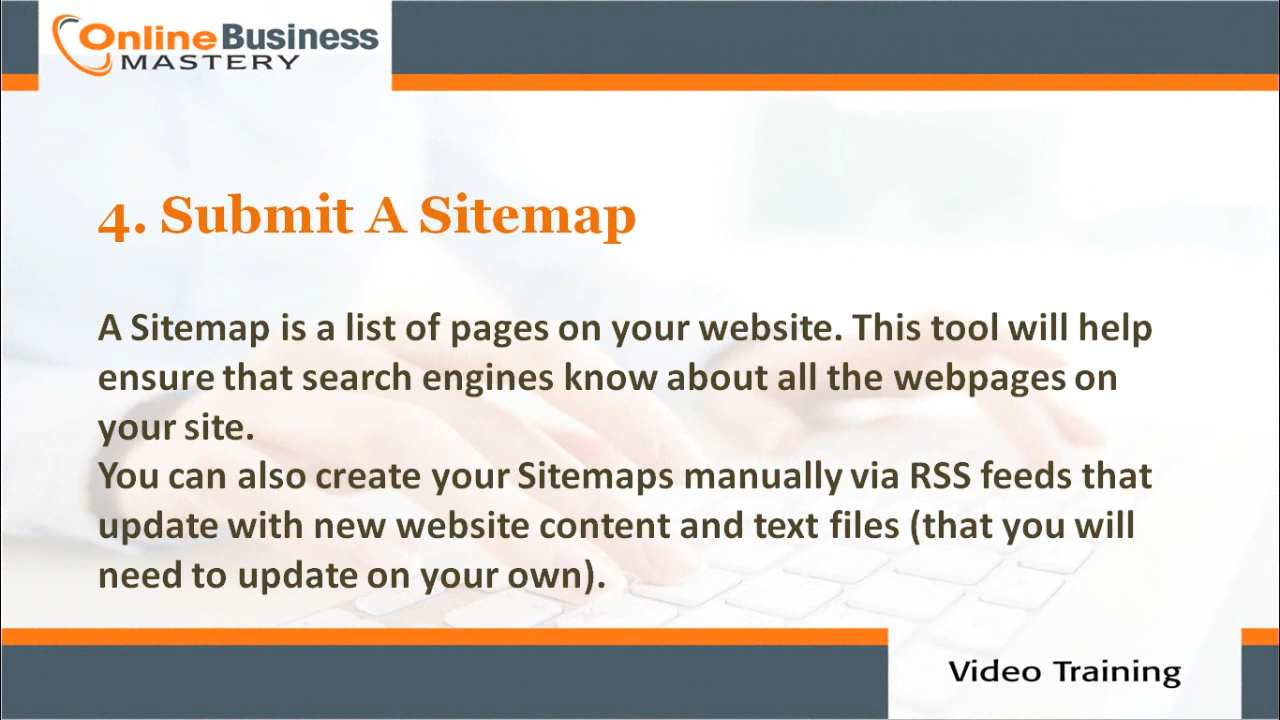 Online Business
MASTERY
4. Submit A Sitemap
A Sitemap is a list of pages on your website. This tool will help
ensure that search engines know about all the webpages on
your site.
You can also create your Sitemaps manually via RSS feeds that
update with new website content and text files (that you will
need to update on your own).
Video Training